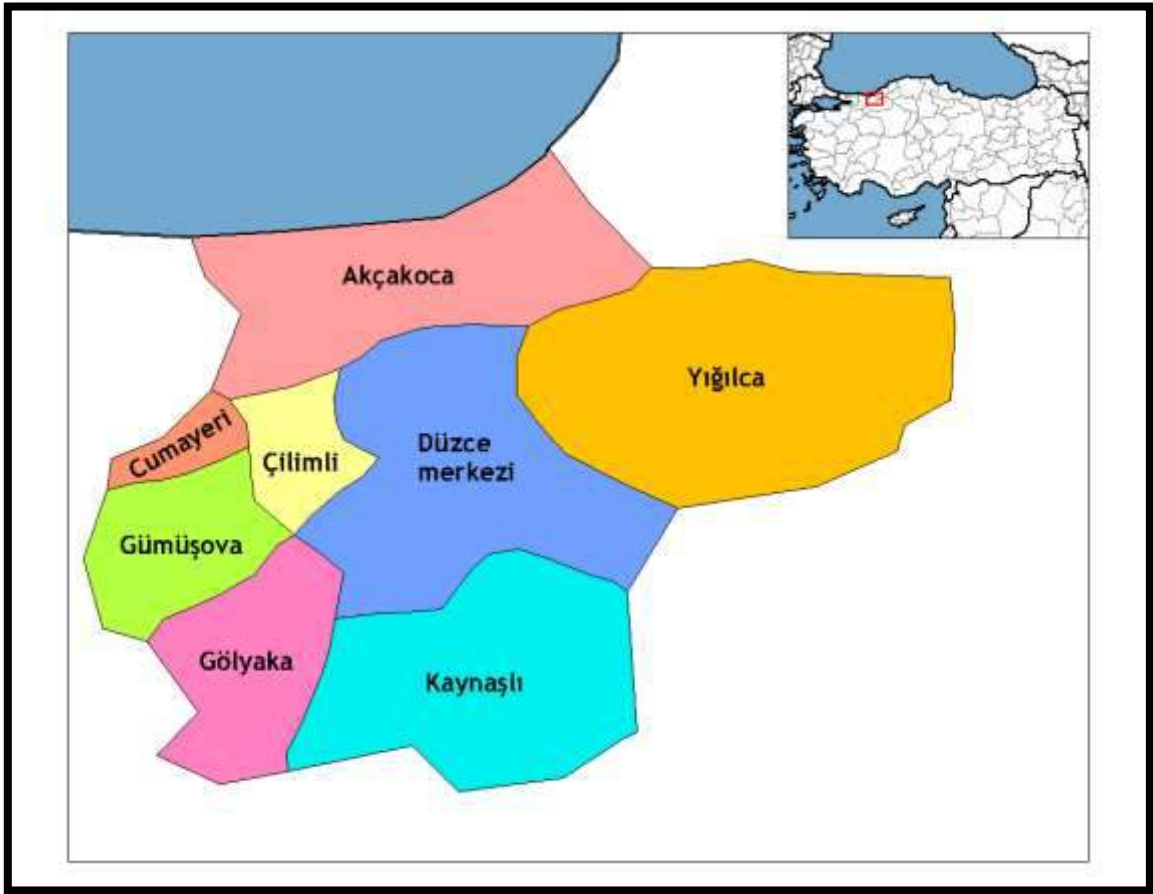 Akçakoca
Yığılca
Cumayeri
Çilimli
Düzce
merkezi
Gümüşova
Gölyaka
Kaynaşlı